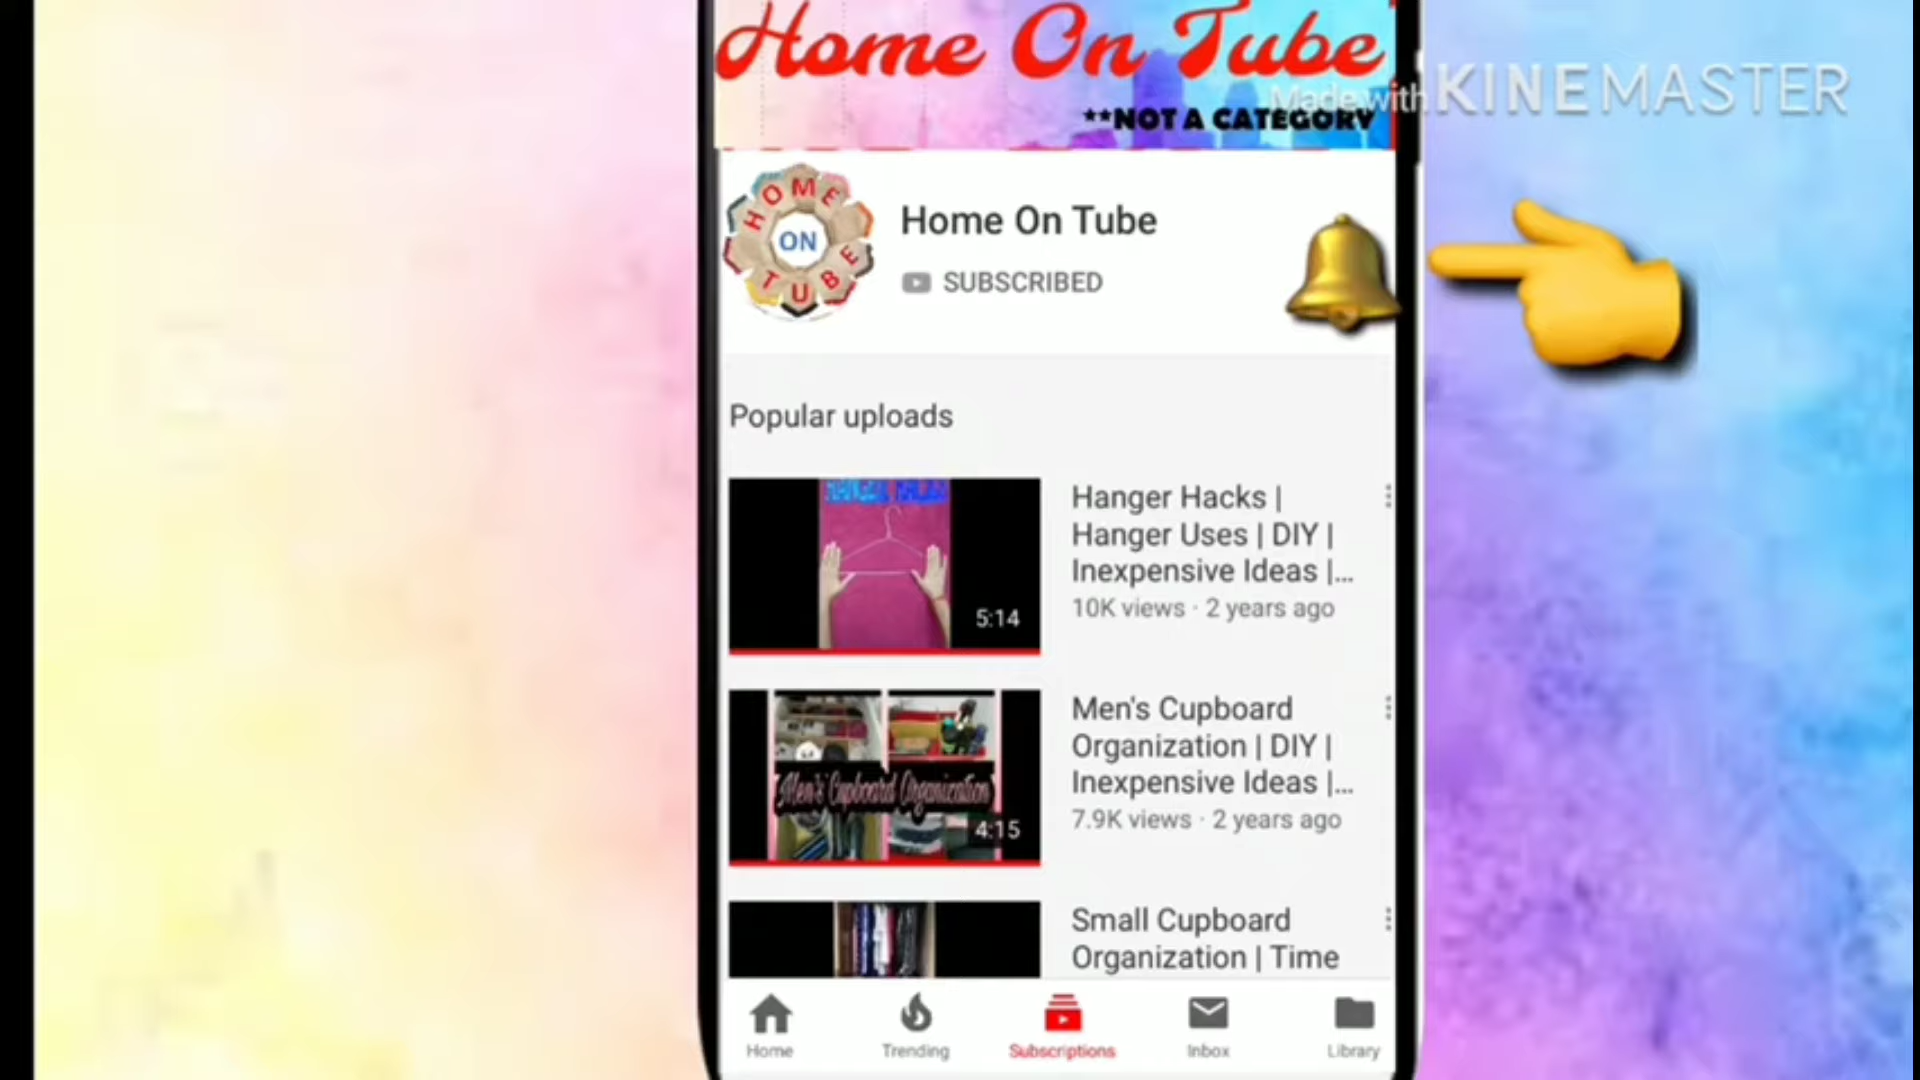 Home On Tube
Made with KINEMASTER
**NOT A CATEGORY
HOME
ON
TUBE
Home On Tube
SUBSCRIBED
Popular uploads
HANGER HACKS
5:14
Hanger Hacks |
Hanger Uses | DIY |
Inexpensive Ideas |...
10K views · 2 years ago
Men's Cupboard Organization
4:15
Men's Cupboard
Organization | DIY |
Inexpensive Ideas |...
7.9K views · 2 years ago
Small Cupboard
Organization | Time
Home
Trending
Subscriptions
Inbox
Library